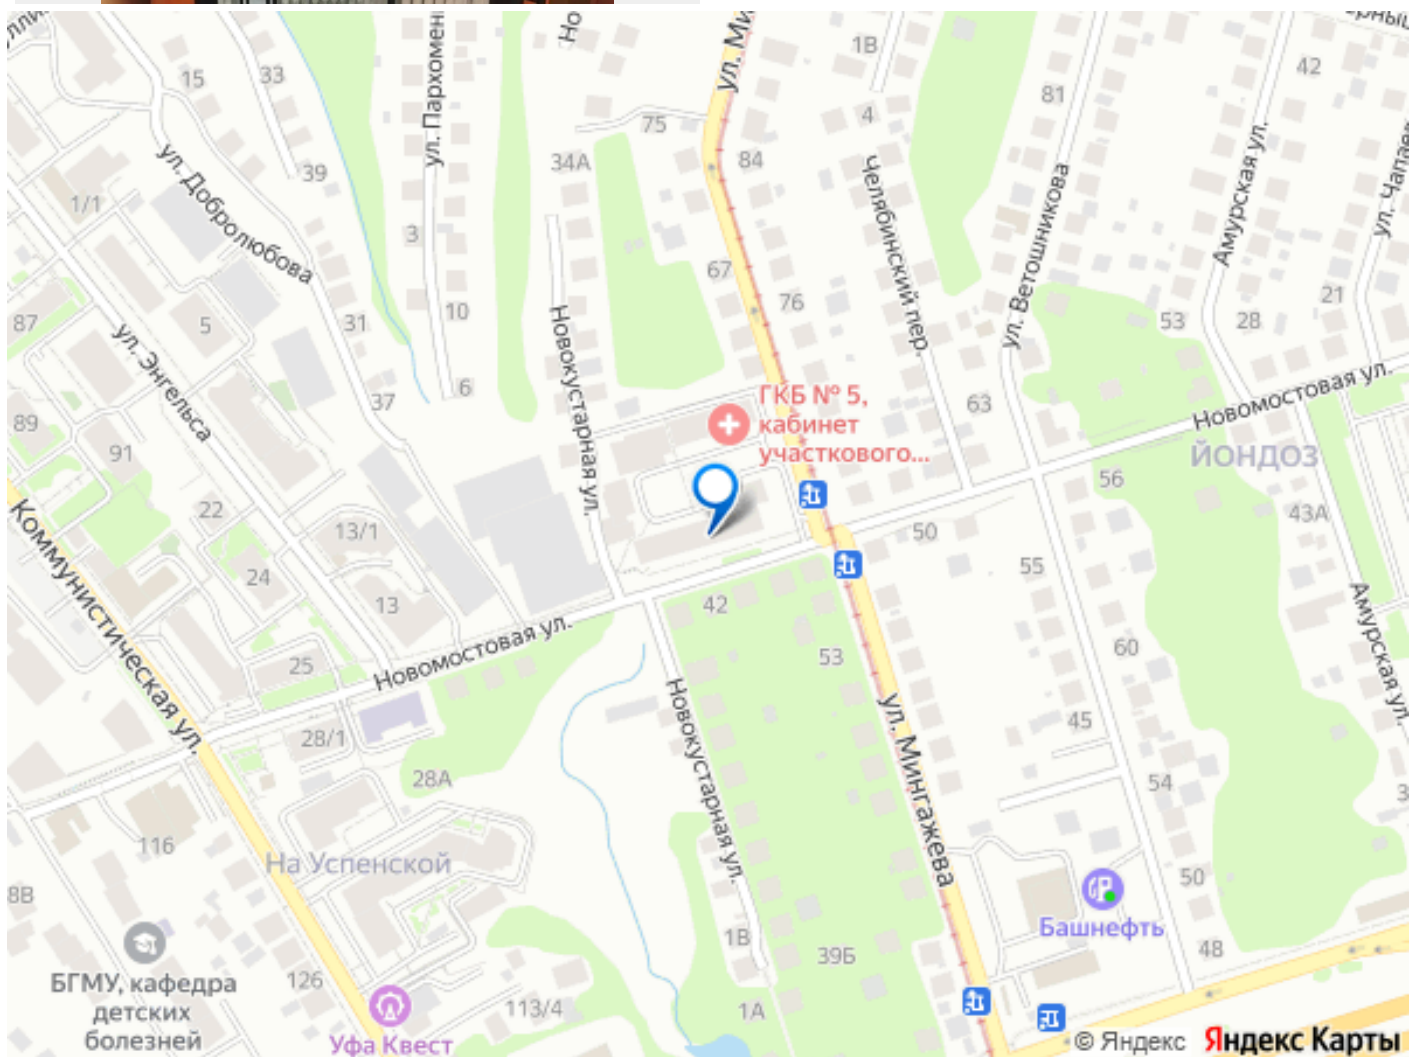 ул. Ми
1В
42
15
33
ул. Пархомен
81
4
75
34А
84
39
ул. Добролюбова
1/1
Челябинский пер.
ул. Ветошникова
Амурская ул.
ул. Чапаев
3
67
76
10
87
5
31
53
28
21
ул. Энгельса
Новокустарная ул.
6
37
ГКБ № 5,
кабинет
участкового...
63
Новомостовая ул.
89
91
ЙОНДОЗ
56
22
13/1
50
43А
Коммунистическая ул.
24
13
55
42
Амурская ул.
Новомостовая ул.
25
53
60
Новокустарная ул.
ул. Мингажева
28/1
45
28А
54
116
На Успенской
8В
50
Башнефть
1В
39Б
48
БГМУ, кафедра
детских
болезней
126
113/4
1А
Уфа Квест
© Яндекс Яндекс Карты